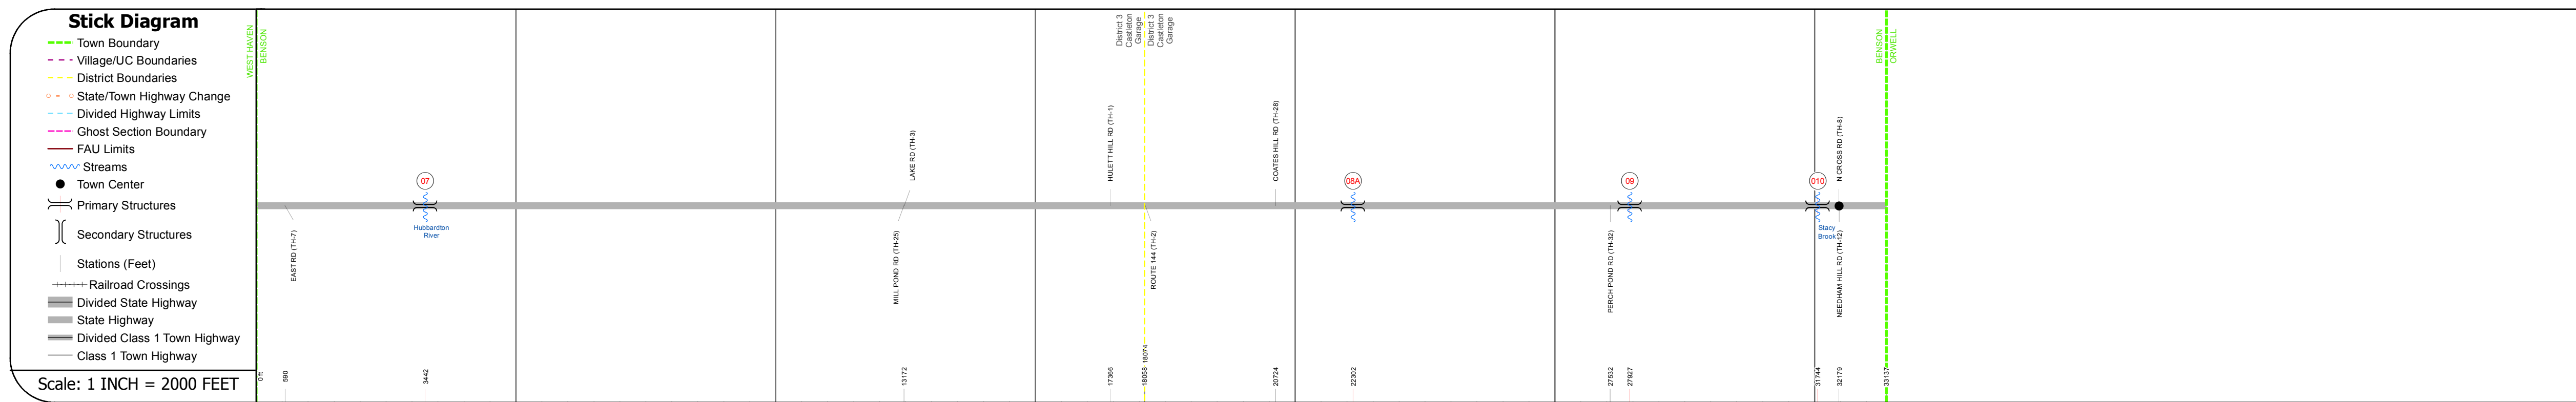 Stick Diagram
Town Boundary
Village/UC Boundaries
District Boundaries
State/Town Highway Change
Divided Highway Limits
Ghost Section Boundary
FAU Limits
Streams
Town Center
Primary Structures
Secondary Structures
Stations (Feet)
Railroad Crossings
Divided State Highway
State Highway
Divided Class 1 Town Highway
Class 1 Town Highway
Scale: 1 INCH = 2000 FEET
WEST HAVEN
BENSON
District 3
Castleton
Garage
District 3
Castleton
Garage
BENSON
ORWELL
LAKE RD (TH-3)
HULETT HILL RD (TH-1)
COATES HILL RD (TH-28)
N CROSS RD (TH-8)
07
08A
09
010
Hubbardton
River
Stacy
Brook
EAST RD (TH-7)
MILL POND RD (TH-25)
ROUTE 144 (TH-2)
PERCH POND RD (TH-32)
NEEDHAM HILL RD (TH-12)
0 ft
590
3442
13172
17366
18058
18074
20724
22302
27532
27927
31744
32179
33137